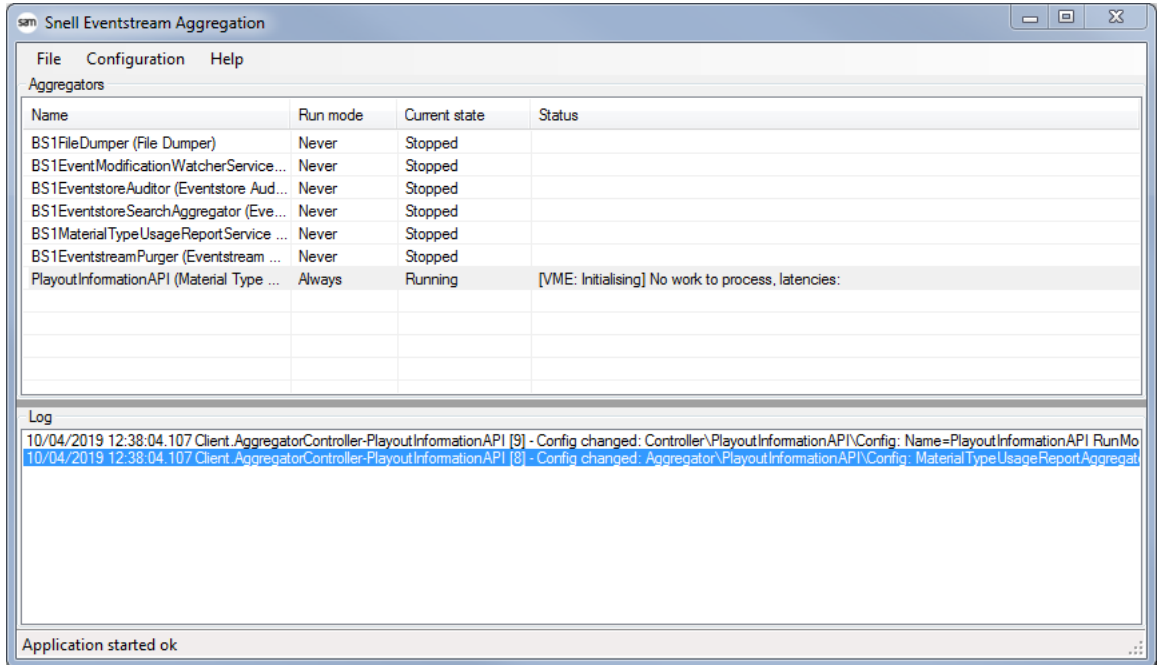 sam Snell Eventstream Aggregation
File Configuration Help
Aggregators
Name Run mode Current state Status
BS1FileDumper (File Dumper) Never Stopped
BS1EventModificationWatcherService... Never Stopped
BS1EventstoreAuditor (Eventstore Aud... Never Stopped
BS1EventstoreSearchAggregator (Eve... Never Stopped
BS1MaterialTypeUsageReportService ... Never Stopped
BS1EventstreamPurger (Eventstream ... Never Stopped
PlayoutInformationAPI (Material Type ... Always Running [VME: Initialising] No work to process, latencies:
Log
10/04/2019 12:38:04.107 Client.AggregatorController-PlayoutInformationAPI [9] - Config changed: Controller\PlayoutInformationAPI\Config: Name=PlayoutInformationAPI RunMo
10/04/2019 12:38:04.107 Client.AggregatorController-PlayoutInformationAPI [8] - Config changed: Aggregator\PlayoutInformationAPI\Config: MaterialTypeUsageReportAggregat
Application started ok